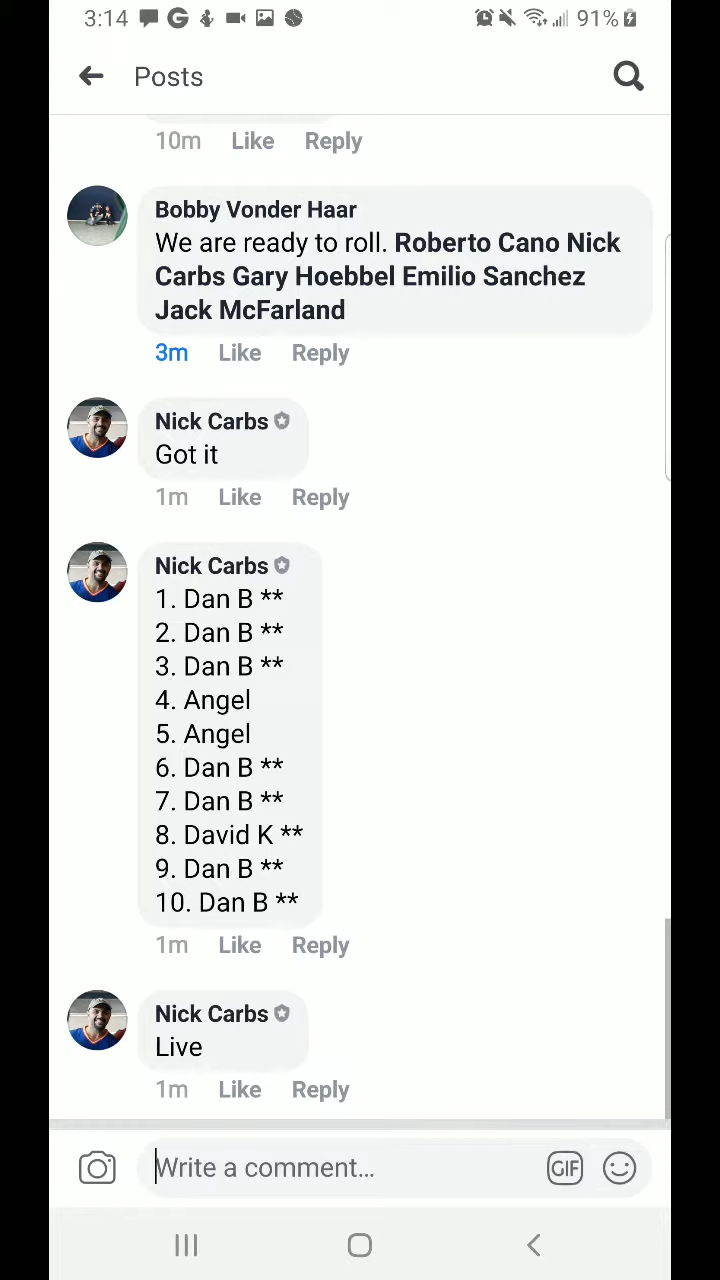 3:14
91%
Posts
10m Like Reply
Bobby Vonder Haar
We are ready to roll. Roberto Cano Nick
Carbs Gary Hoebbel Emilio Sanchez
Jack McFarland
3m Like Reply
Nick Carbs
Got it
1m Like Reply
Nick Carbs
1. Dan B **
2. Dan B **
3. Dan B **
4. Angel
5. Angel
6. Dan B **
7. Dan B **
8. David K **
9. Dan B **
10. Dan B **
1m Like Reply
Nick Carbs
Live
1m Like Reply
Write a comment...
GIF